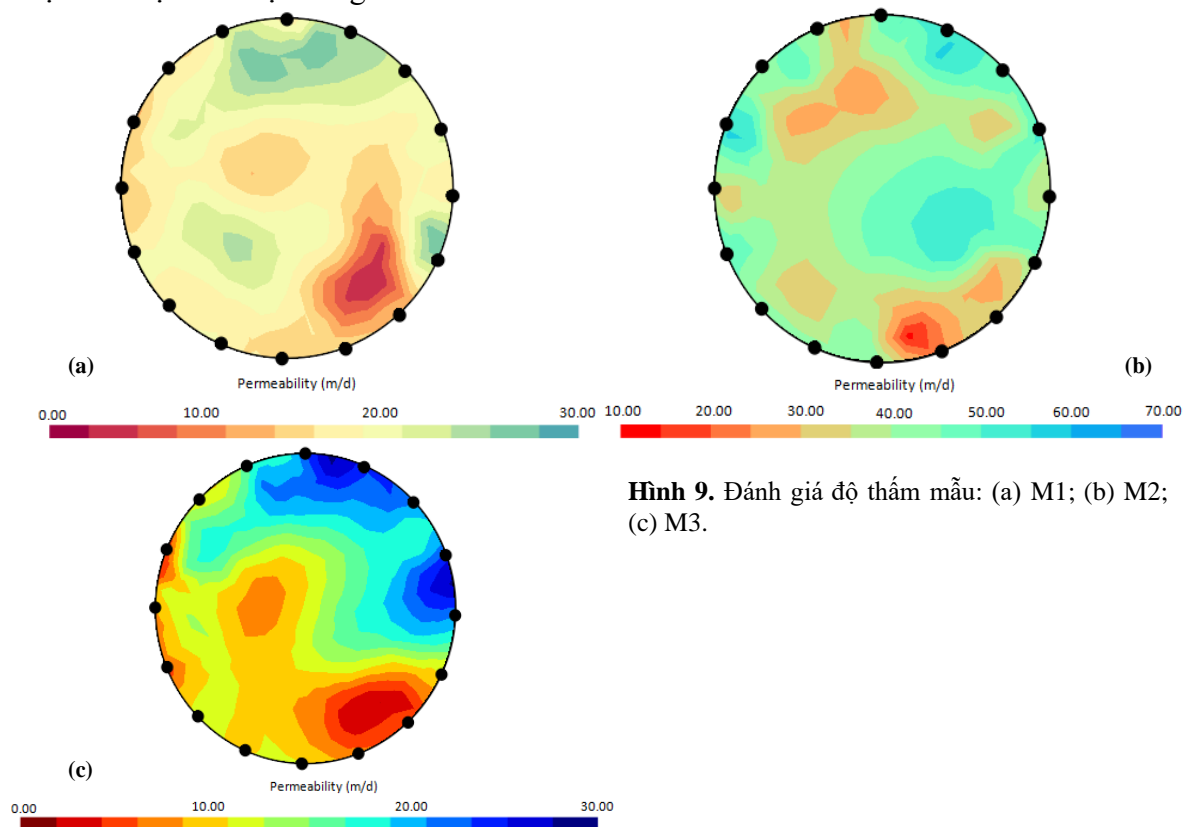 (a)
(b)
Permeability (m/d)
Permeability (m/d)
0.00 10.00 20.00 30.00
10.00 20.00 30.00 40.00 50.00 60.00 70.00
Hình 9. Đánh giá độ thấm mẫu: (a) M1; (b) M2;
(c) M3.
(c)
Permeability (m/d)
0.00 10.00 20.00 30.00